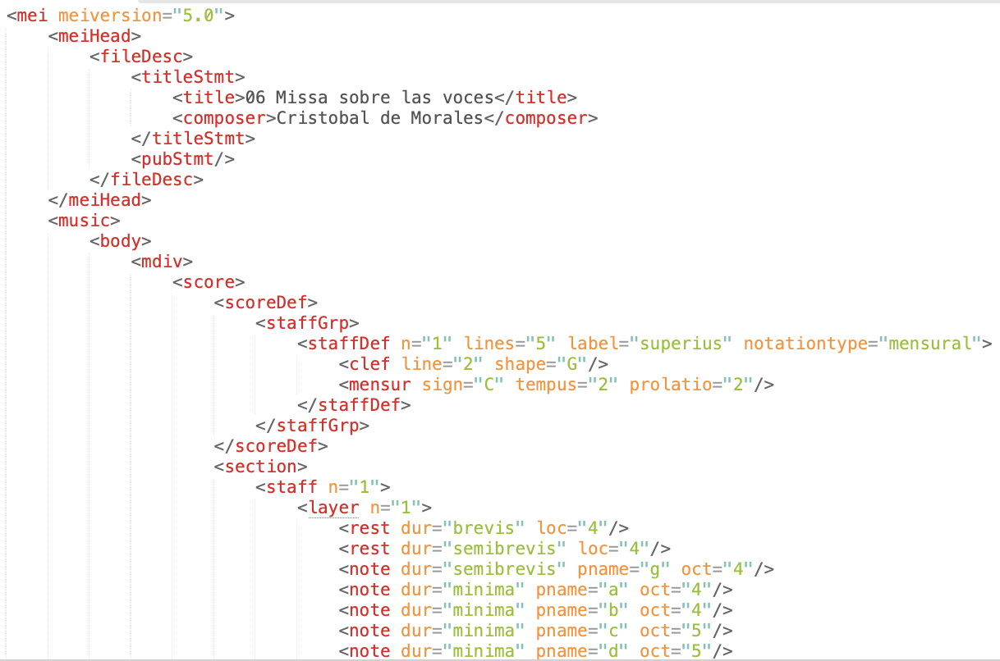 <mei meiversion="5.0">
    <meiHead>
        <fileDesc>
            <titleStmt>
                <title>06 Missa sobre las voces</title>
                <composer>Cristobal de Morales</composer>
            </titleStmt>
            <pubStmt/>
        </fileDesc>
    </meiHead>
    <music>
        <body>
            <mdiv>
                <score>
                    <scoreDef>
                        <staffGrp>
                            <staffDef n="1" lines="5" label="superius" notationtype="mensural">
                                <clef line="2" shape="G"/>
                                <mensur sign="C" tempus="2" prolatio="2"/>
                            </staffDef>
                        </staffGrp>
                    </scoreDef>
                    <section>
                        <staff n="1">
                            <layer n="1">
                                <rest dur="brevis" loc="4"/>
                                <rest dur="semibrevis" loc="4"/>
                                <note dur="semibrevis" pname="g" oct="4"/>
                                <note dur="minima" pname="a" oct="4"/>
                                <note dur="minima" pname="b" oct="4"/>
                                <note dur="minima" pname="c" oct="5"/>
                                <note dur="minima" pname="d" oct="5"/>